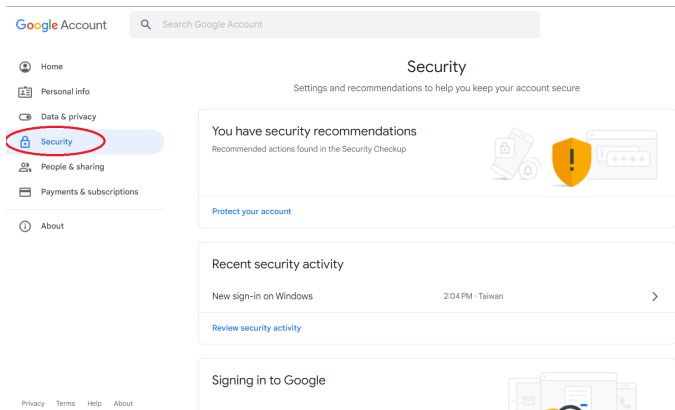 Google Account
Search Google Account
Home
Personal info
Data & privacy
Security
People & sharing
Payments & subscriptions
About
Privacy Terms Help About
Security
Settings and recommendations to help you keep your account secure
You have security recommendations
Recommended actions found in the Security Checkup
Protect your account
Recent security activity
New sign-in on Windows 2:04 PM · Taiwan
Review security activity
Signing in to Google